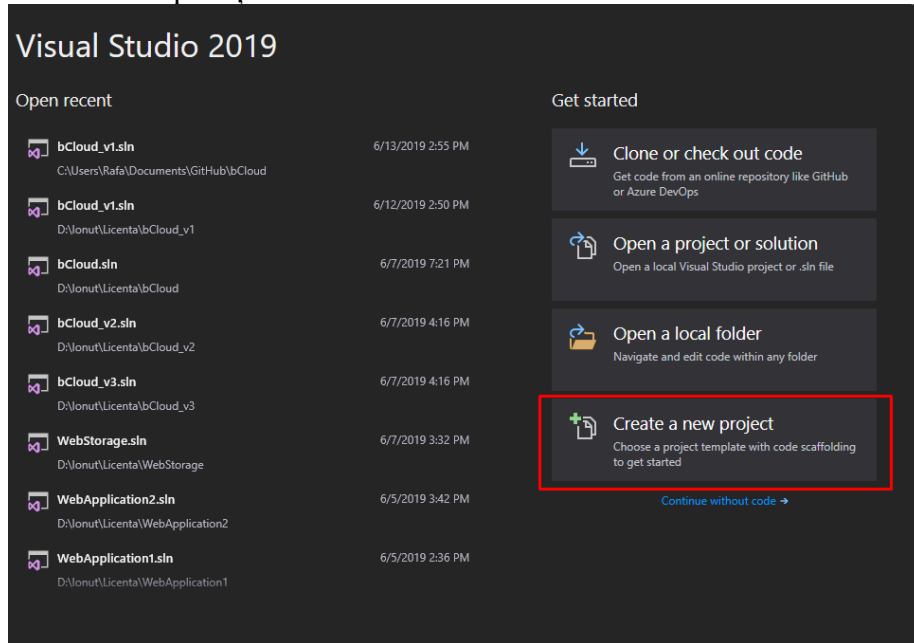 Visual Studio 2019
Open recent
bCloud_v1.sln 6/13/2019 2:55 PM
C:\Users\Rafa\Documents\GitHub\bCloud
bCloud_v1.sln 6/12/2019 2:50 PM
D:\Ionut\Licenta\bCloud_v1
bCloud.sln 6/7/2019 7:21 PM
D:\Ionut\Licenta\bCloud
bCloud_v2.sln 6/7/2019 4:16 PM
D:\Ionut\Licenta\bCloud_v2
bCloud_v3.sln 6/7/2019 4:16 PM
D:\Ionut\Licenta\bCloud_v3
WebStorage.sln 6/7/2019 3:32 PM
D:\Ionut\Licenta\WebStorage
WebApplication2.sln 6/5/2019 3:42 PM
D:\Ionut\Licenta\WebApplication2
WebApplication1.sln 6/5/2019 2:36 PM
D:\Ionut\Licenta\WebApplication1
Get started
Clone or check out code
Get code from an online repository like GitHub
or Azure DevOps
Open a project or solution
Open a local Visual Studio project or .sln file
Open a local folder
Navigate and edit code within any folder
Create a new project
Choose a project template with code scaffolding
to get started
Continue without code →